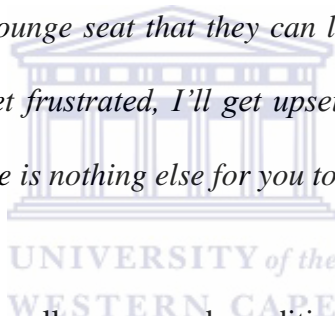 ounge seat that they can l
et frustrated, I'll get upse
e is nothing else for you to
UNIVERSITY of the
WESTERN CAPE